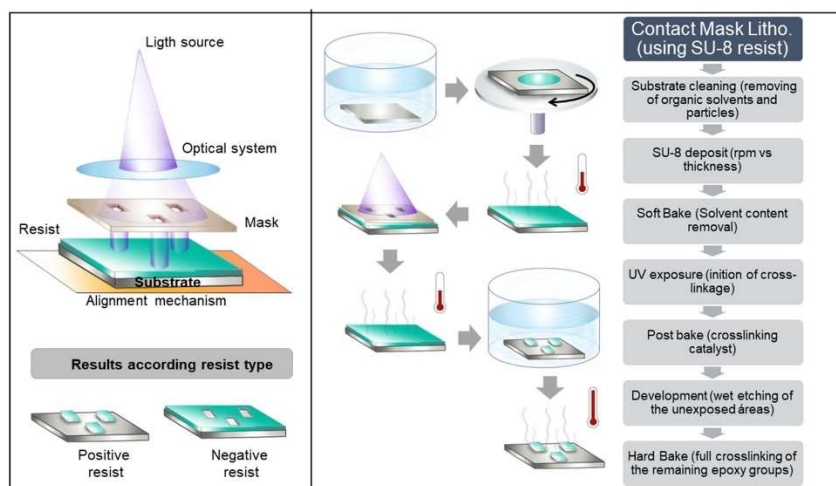 Ligth source
Optical system
Mask
Resist
Substrate
Alignment mechanism
Results according resist type
Positive
resist
Negative
resist
Contact Mask Litho.
(using SU-8 resist)
Substrate cleaning (removing
of organic solvents and
particles)
SU-8 deposit (rpm vs
thickness)
Soft Bake (Solvent content
removal)
UV exposure (inition of cross-
linkage)
Post bake (crosslinking
catalyst)
Development (wet etching of
the unexposed áreas)
Hard Bake (full crosslinking of
the remaining epoxy groups)